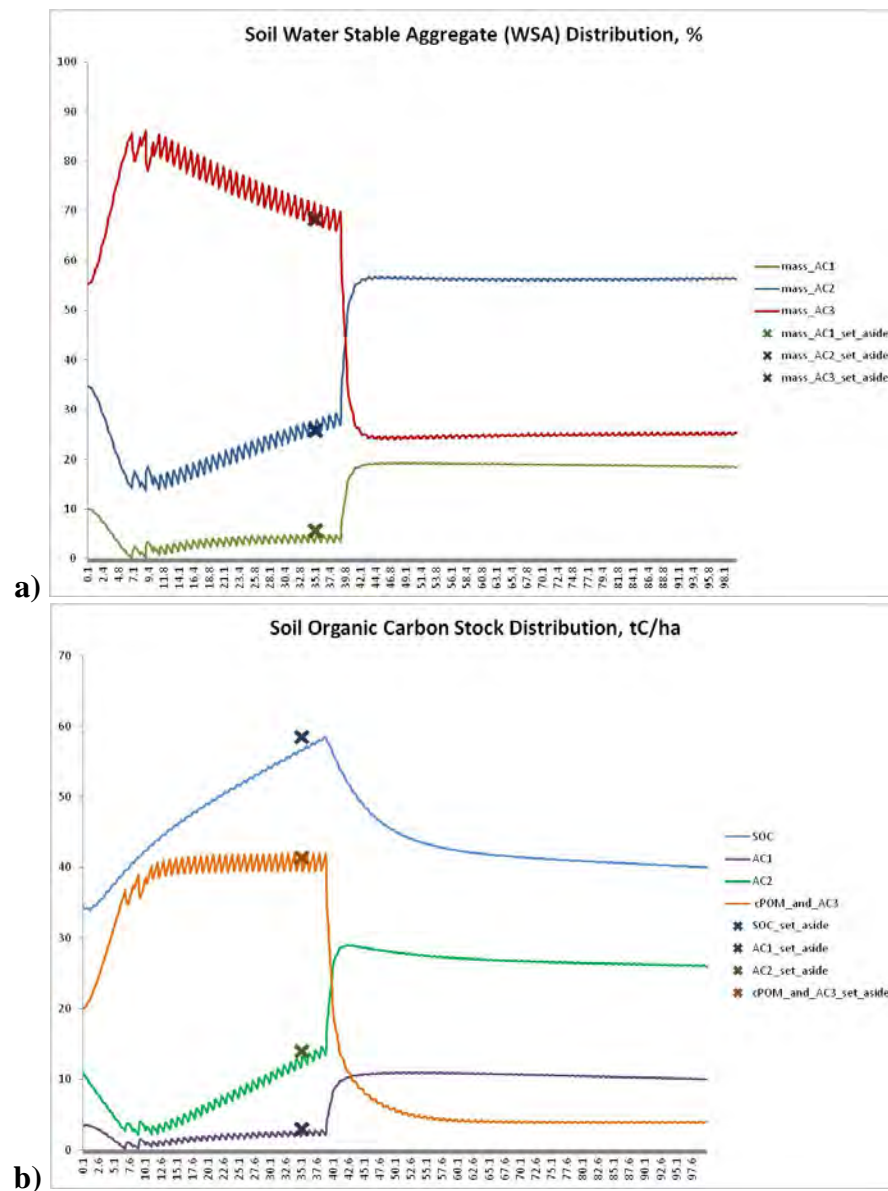 Soil Water Stable Aggregate (WSA) Distribution, %
100
90
80
70
60
50
40
30
20
10
0
0.1 2.4 4.8 7.1 9.4 11.8 14.1 16.4 18.8 21.1 23.4 25.8 28.1 30.4 32.8 35.1 37.4 39.8 42.1 44.4 46.8 49.1 51.4 53.8 56.1 58.4 60.8 63.1 65.4 67.8 70.1 72.4 74.8 77.1 79.4 81.8 84.1 86.4 88.8 91.1 93.4 95.8 98.1
mass_AC1
mass_AC2
mass_AC3
mass_AC1_set_aside
mass_AC2_set_aside
mass_AC3_set_aside
a)
Soil Organic Carbon Stock Distribution, tC/ha
70
60
50
40
30
20
10
0
0.1 2.6 5.1 7.6 10.1 12.6 15.1 17.6 20.1 22.6 25.1 27.6 30.1 32.6 35.1 37.6 40.1 42.6 45.1 47.6 50.1 52.6 55.1 57.6 60.1 62.6 65.1 67.6 70.1 72.6 75.1 77.6 80.1 82.6 85.1 87.6 90.1 92.6 95.1 97.6
SOC
AC1
AC2
cPOM_and_AC3
SOC_set_aside
AC1_set_aside
AC2_set_aside
cPOM_and_AC3_set_aside
b)